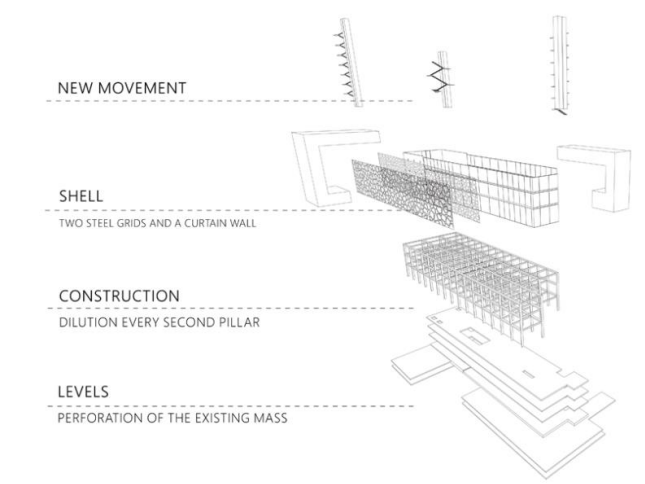 NEW MOVEMENT
SHELL
TWO STEEL GRIDS AND A CURTAIN WALL
CONSTRUCTION
DILUTION EVERY SECOND PILLAR
LEVELS
PERFORATION OF THE EXISTING MASS